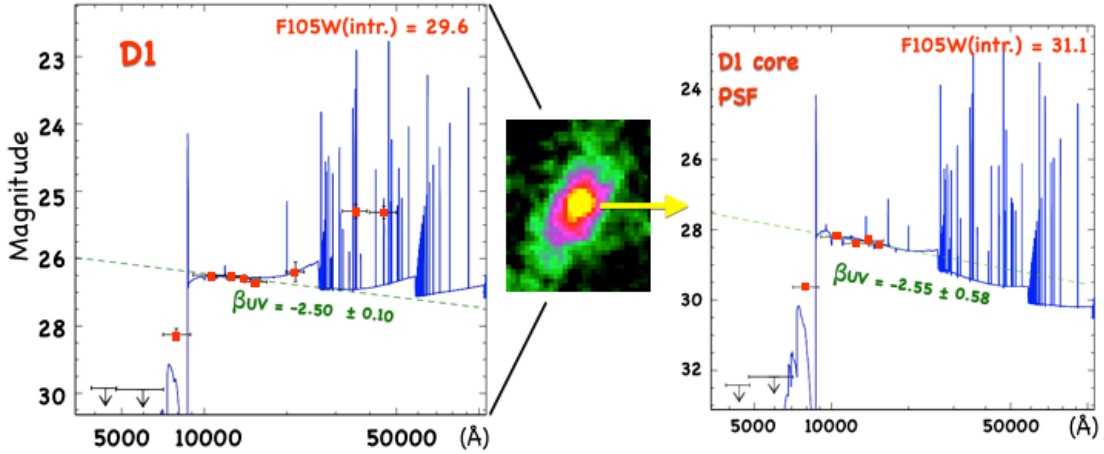 F105W(intr.) = 29.6
D1
Magnitude
23
24
25
26
27
28
29
30
βUV = -2.50 ± 0.10
5000 10000 50000 (Å)
F105W(intr.) = 31.1
D1 core
PSF
24
26
28
30
32
βUV = -2.55 ± 0.58
5000 10000 50000 (Å)